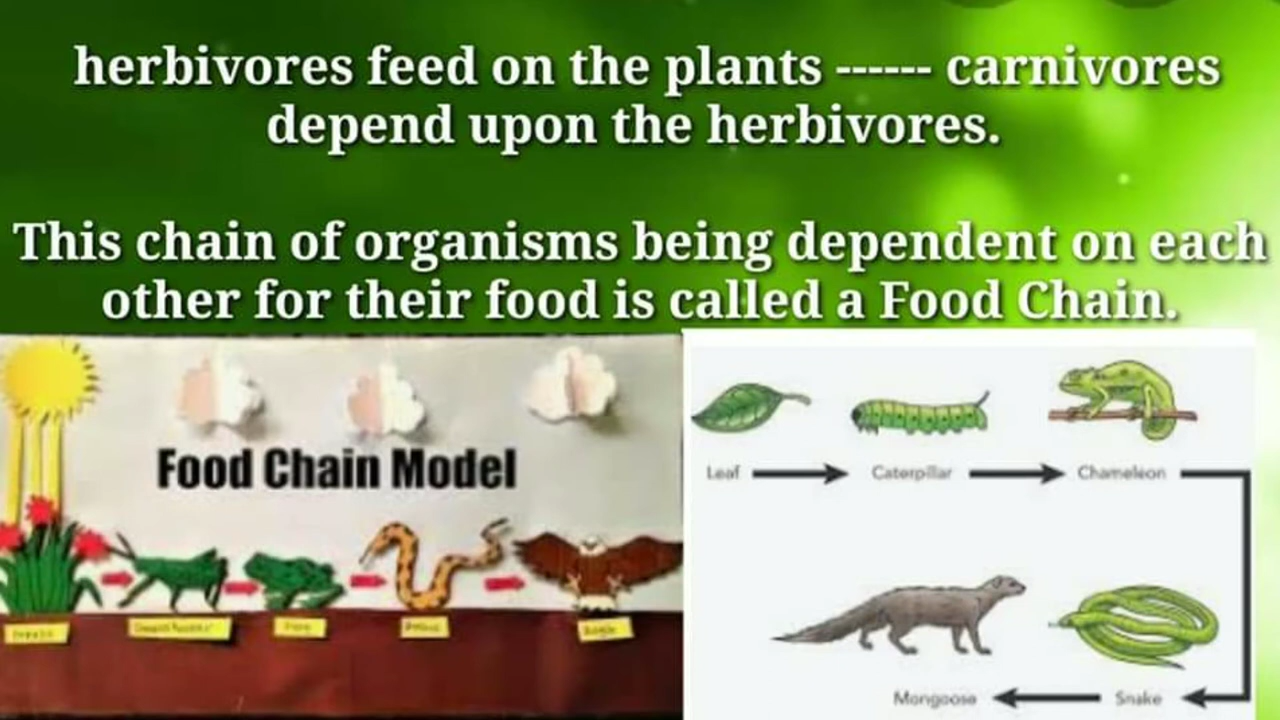 herbivores feed on the plants ------ carnivores
depend upon the herbivores.
This chain of organisms being dependent on each
other for their food is called a Food Chain.
Food Chain Model
Leaf
Caterpillar
Chameleon
Mongoose
Snake